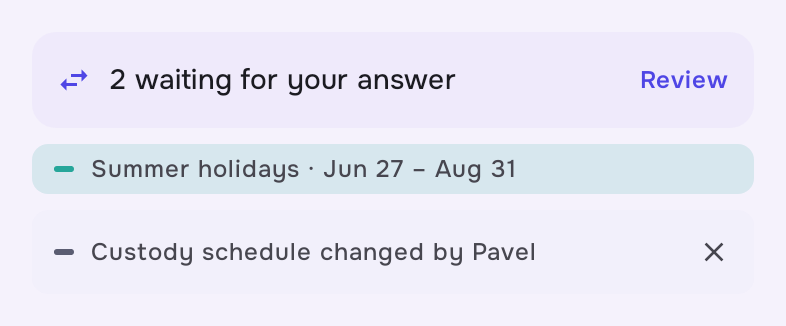 2 waiting for your answer Review
Summer holidays · Jun 27 – Aug 31
Custody schedule changed by Pavel